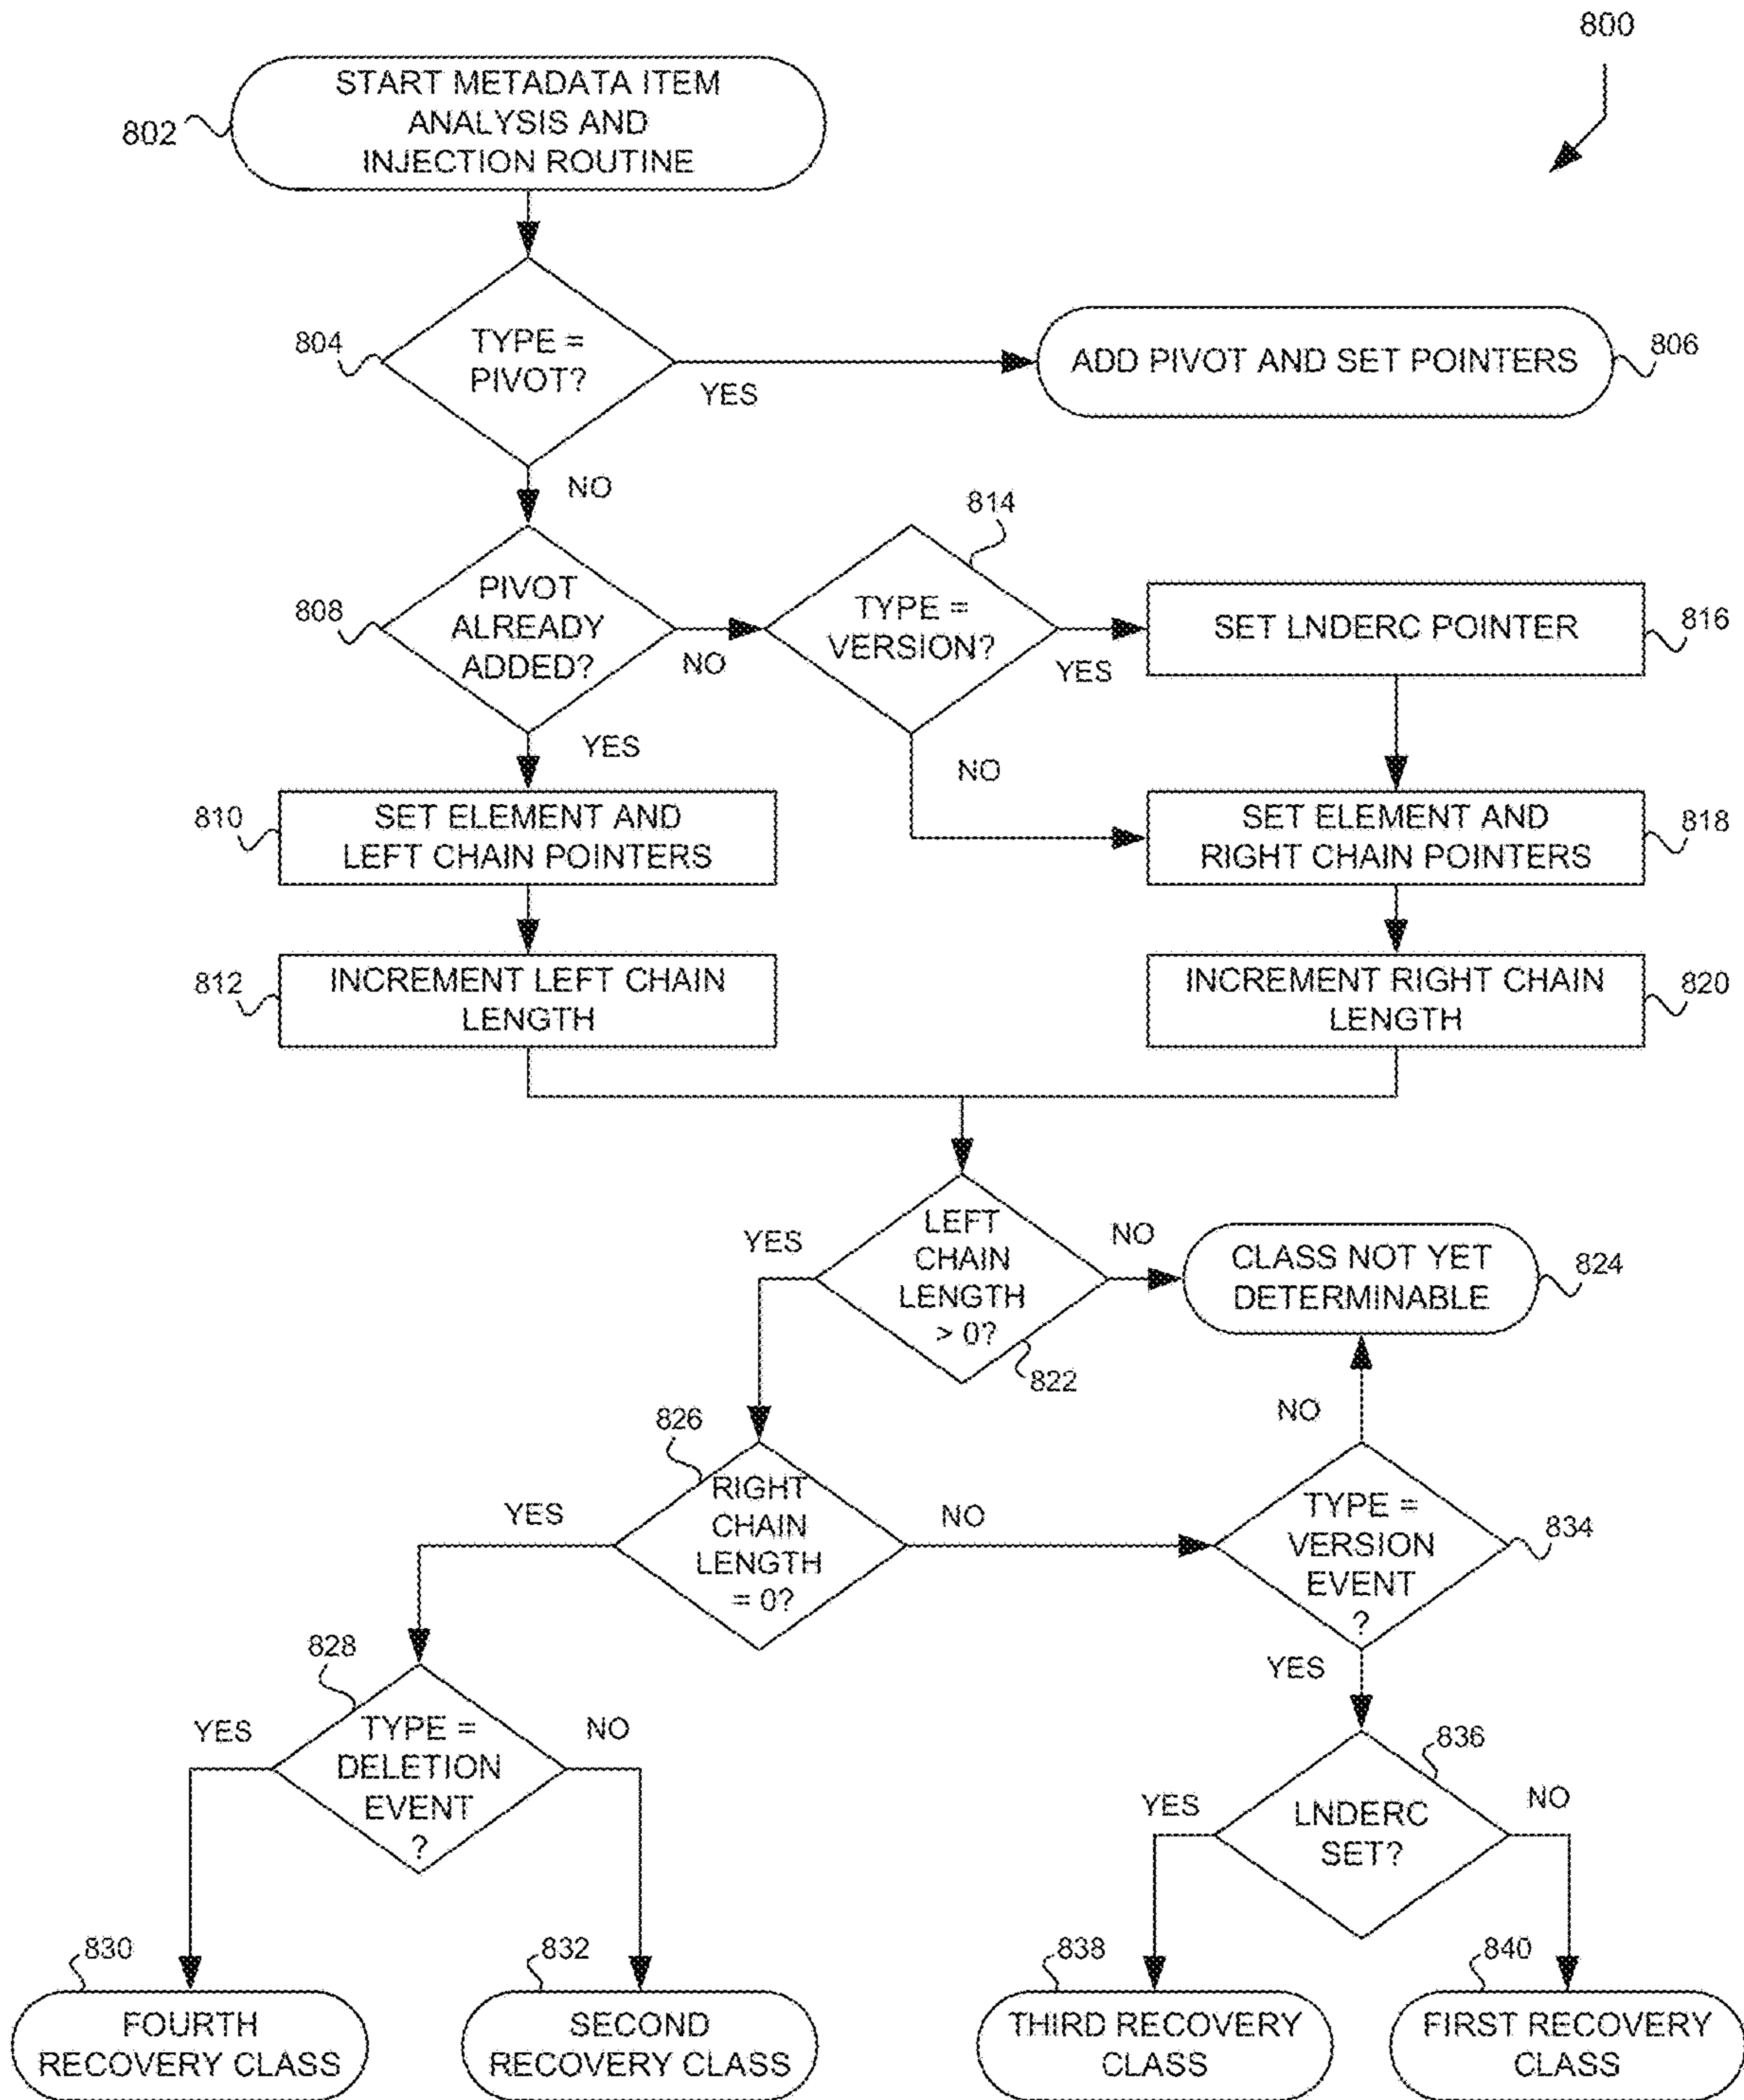 800
START METADATA ITEM
ANALYSIS AND
INJECTION ROUTINE
802
TYPE =
PIVOT?
804
YES
ADD PIVOT AND SET POINTERS
806
NO
PIVOT
ALREADY
ADDED?
808
NO
814
TYPE =
VERSION?
YES
SET LNDERC POINTER
816
YES
NO
810
SET ELEMENT AND
LEFT CHAIN POINTERS
SET ELEMENT AND
RIGHT CHAIN POINTERS
818
812
INCREMENT LEFT CHAIN
LENGTH
INCREMENT RIGHT CHAIN
LENGTH
820
YES
LEFT
CHAIN
LENGTH
> 0?
822
NO
CLASS NOT YET
DETERMINABLE
824
826
YES
RIGHT
CHAIN
LENGTH
= 0?
NO
NO
TYPE =
VERSION
EVENT
?
834
YES
828
YES
TYPE =
DELETION
EVENT
?
NO
836
YES
LNDERC
SET?
NO
830
FOURTH
RECOVERY CLASS
832
SECOND
RECOVERY CLASS
838
THIRD RECOVERY
CLASS
840
FIRST RECOVERY
CLASS